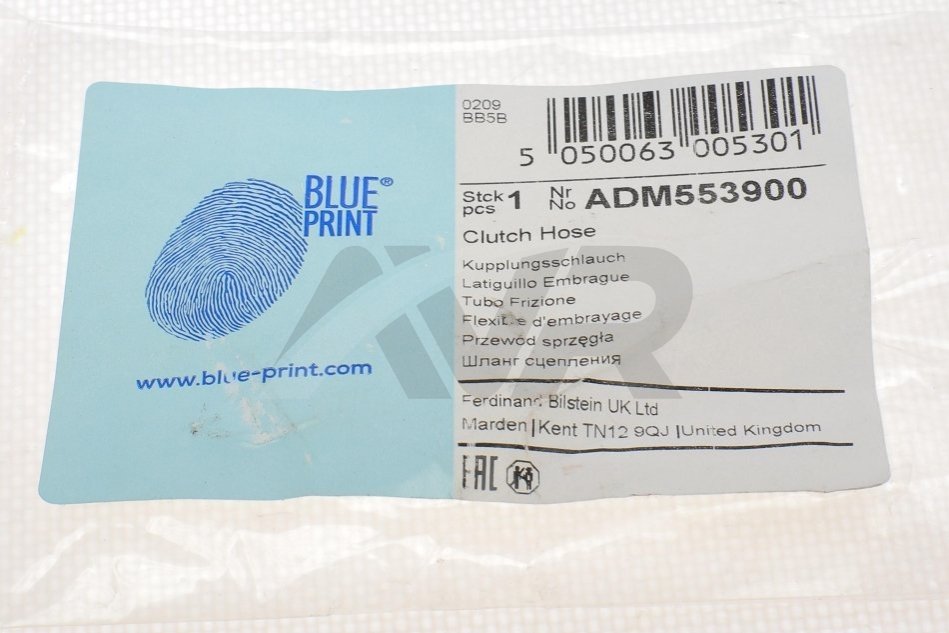 BLUE®
PRINT
www.blue-print.com
0209
BB5B
5 050063 005301
Stck
pcs 1 Nr
No ADM553900
Clutch Hose
Kupplungsschlauch
Latiguillo Embrague
Tubo Frizione
Flexible d'embrayage
Przewód sprzęgła
Шланг сцепления
Ferdinand Bilstein UK Ltd
Marden | Kent TN12 9QJ | United Kingdom
EAC
AVR